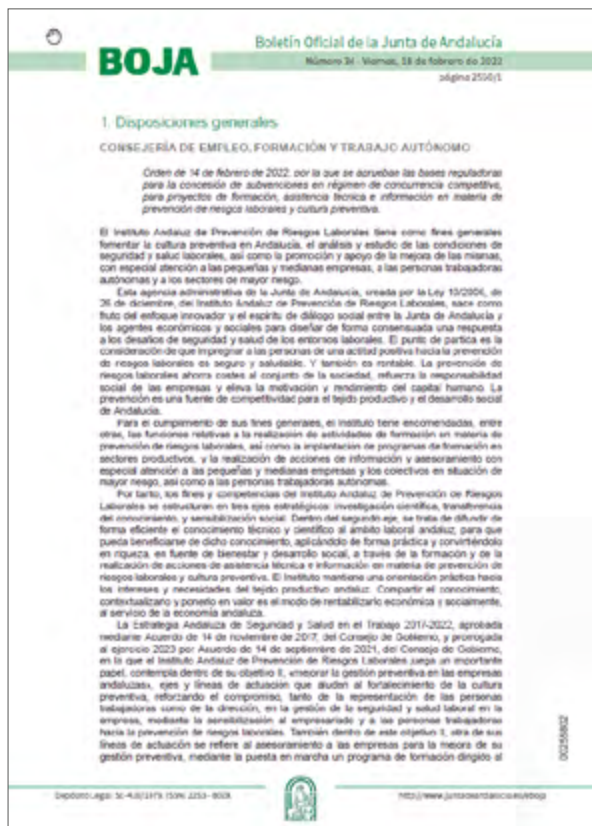 Boletín Oficial de la Junta de Andalucía
BOJA
Número 34 - Viernes, 18 de febrero de 2022
página 2550/1
1. Disposiciones generales
CONSEJERÍA DE EMPLEO, FORMACIÓN Y TRABAJO AUTÓNOMO
Orden de 14 de febrero de 2022, por la que se aprueban las bases reguladoras
para la concesión de subvenciones en régimen de concurrencia competitiva,
para proyectos de formación, asistencia técnica e información en materia de
prevención de riesgos laborales y cultura preventiva.
El Instituto Andaluz de Prevención de Riesgos Laborales tiene como fines generales
fomentar la cultura preventiva en Andalucía, el análisis y estudio de las condiciones de
seguridad y salud laborales, así como la promoción y apoyo de la mejora de las mismas,
con especial atención a las pequeñas y medianas empresas, a las personas trabajadoras
autónomas y a los sectores de mayor riesgo.
Esta agencia administrativa de la Junta de Andalucía, creada por la Ley 10/2006, de
26 de diciembre, del Instituto Andaluz de Prevención de Riesgos Laborales, nace como
fruto del enfoque innovador y el espíritu de diálogo social entre la Junta de Andalucía y
los agentes económicos y sociales para diseñar de forma consensuada una respuesta
a los desafíos de seguridad y salud de los entornos laborales. El punto de partida es la
consideración de que impregnar a las personas de una actitud positiva hacia la prevención
de riesgos laborales es seguro y saludable. Y también es rentable. La prevención de
riesgos laborales ahorra costes al conjunto de la sociedad, refuerza la responsabilidad
social de las empresas y eleva la motivación y rendimiento del capital humano. La
prevención es una fuente de competitividad para el tejido productivo y el desarrollo social
de Andalucía.
Para el cumplimiento de sus fines generales, el Instituto tiene encomendadas, entre
otras, las funciones relativas a la realización de actividades de formación en materia de
prevención de riesgos laborales, así como la implantación de programas de formación en
sectores productivos, y la realización de acciones de información y asesoramiento con
especial atención a las pequeñas y medianas empresas y los colectivos en situación de
mayor riesgo, así como a las personas trabajadoras autónomas.
Por tanto, los fines y competencias del Instituto Andaluz de Prevención de Riesgos
Laborales se estructuran en tres ejes estratégicos: investigación científica, transferencia
del conocimiento, y sensibilización social. Dentro del segundo eje, se trata de difundir de
forma eficiente el conocimiento técnico y científico al ámbito laboral andaluz, para que
pueda beneficiarse de dicho conocimiento, aplicándolo de forma práctica y convirtiéndolo
en riqueza, en fuente de bienestar y desarrollo social, a través de la formación y de la
realización de acciones de asistencia técnica e información en materia de prevención de
riesgos laborales y cultura preventiva. El Instituto mantiene una orientación práctica hacia
los intereses y necesidades del tejido productivo andaluz. Compartir el conocimiento,
contextualizarlo y ponerlo en valor es el modo de rentabilizarlo económica y socialmente,
al servicio de la economía andaluza.
La Estrategia Andaluza de Seguridad y Salud en el Trabajo 2017-2022, aprobada
mediante Acuerdo de 14 de noviembre de 2017, del Consejo de Gobierno, y prorrogada
al ejercicio 2023 por Acuerdo de 14 de septiembre de 2021, del Consejo de Gobierno,
en la que el Instituto Andaluz de Prevención de Riesgos Laborales juega un importante
papel, contempla dentro de su objetivo II, «mejorar la gestión preventiva en las empresas
andaluzas», ejes y líneas de actuación que aluden al fortalecimiento de la cultura
preventiva, reforzando el compromiso, tanto de la representación de las personas
trabajadoras como de la dirección, en la gestión de la seguridad y salud laboral en la
empresa, mediante la sensibilización al empresariado y a las personas trabajadoras
hacia la prevención de riesgos laborales. También dentro de este objetivo II, otra de sus
líneas de actuación se refiere al asesoramiento a las empresas para la mejora de su
gestión preventiva, mediante la puesta en marcha un programa de formación dirigido al
00255802
Depósito Legal: SE-410/1979. ISSN: 2253-802X
http://www.juntadeandalucia.es/eboja